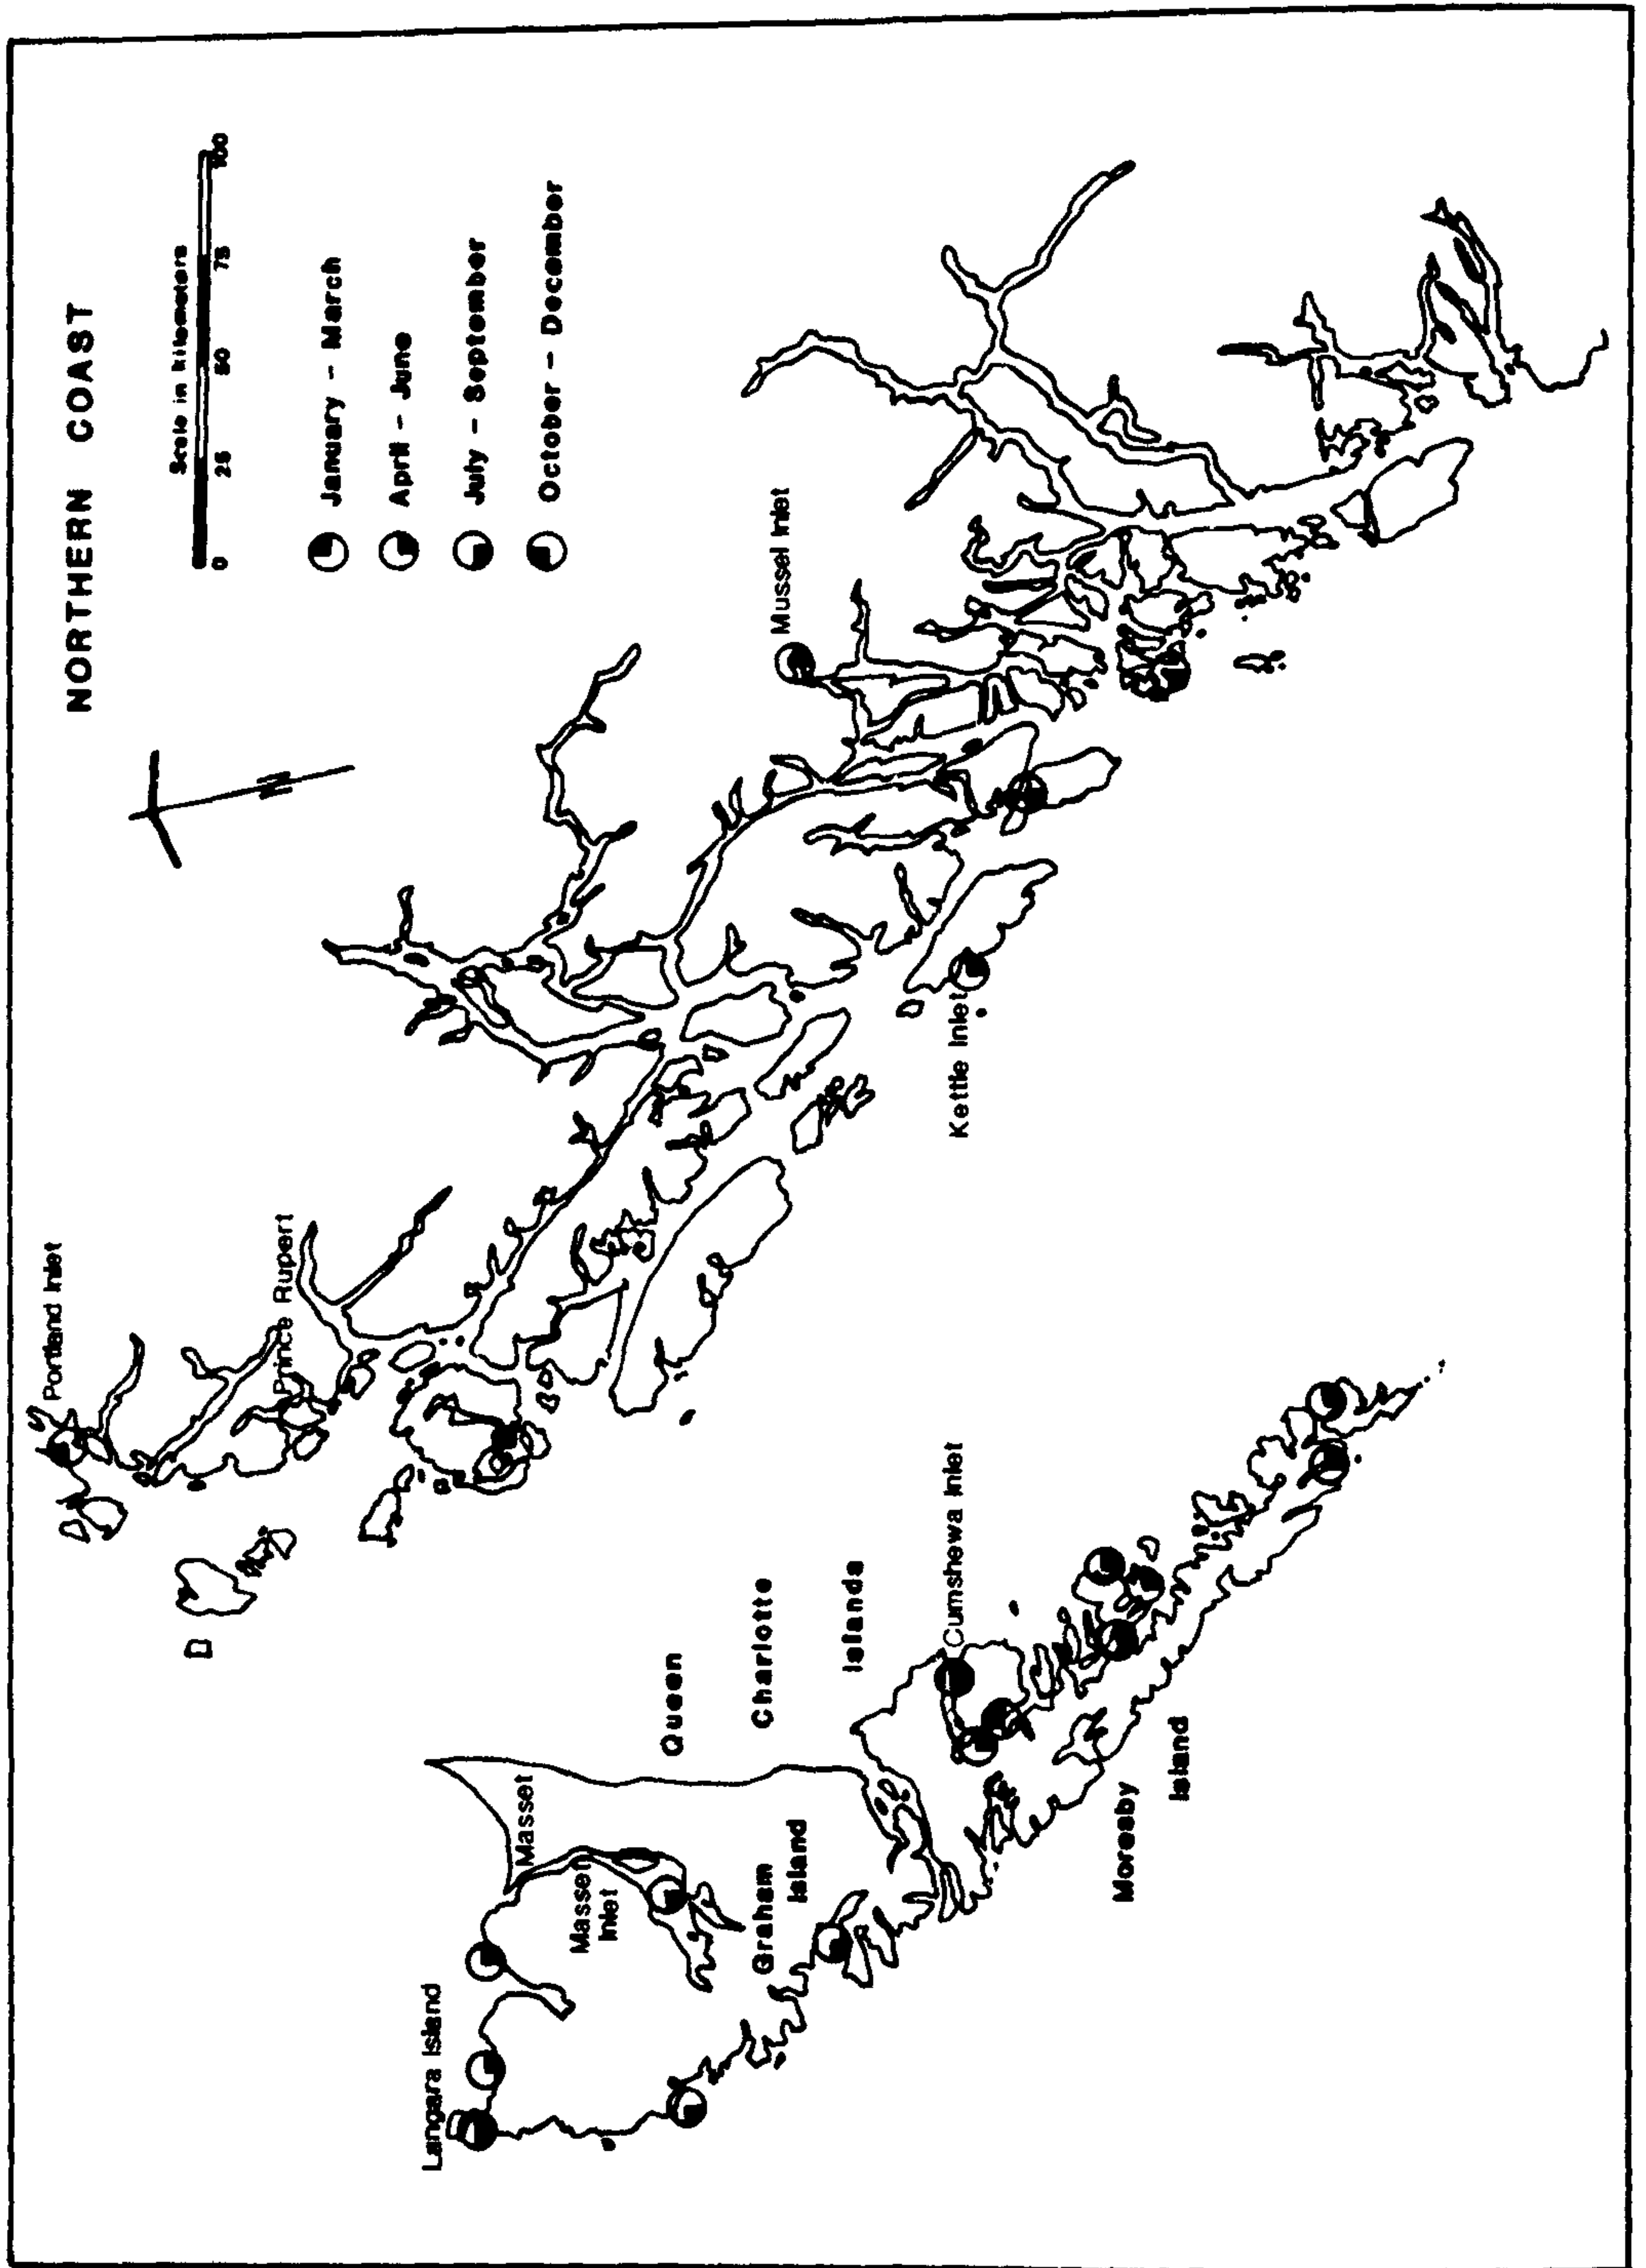 NORTHERN COAST
Scale in kilometers
0 25 50 75 100
January - March
April - June
July - September
October - December
N
Portland Inlet
Prince Rupert
Mussel Inlet
Kettle Inlet
Langara Island
Masset
Masset
Inlet
Graham
Island
Queen
Charlotte
Islands
Cumshewa Inlet
Moresby
Island